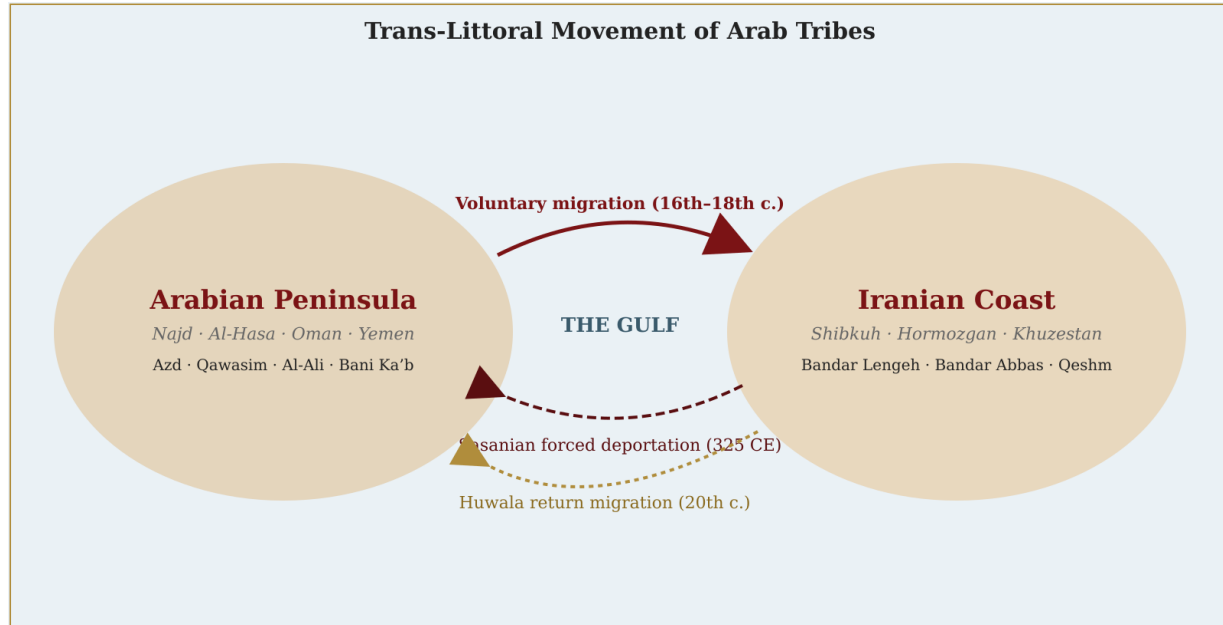 Trans-Littoral Movement of Arab Tribes
Voluntary migration (16th–18th c.)
Arabian Peninsula
Najd · Al-Hasa · Oman · Yemen
Azd · Qawasim · Al-Ali · Bani Ka’b
THE GULF
Iranian Coast
Shibkuh · Hormozgan · Khuzestan
Bandar Lengeh · Bandar Abbas · Qeshm
Sasanian forced deportation (325 CE)
Huwala return migration (20th c.)